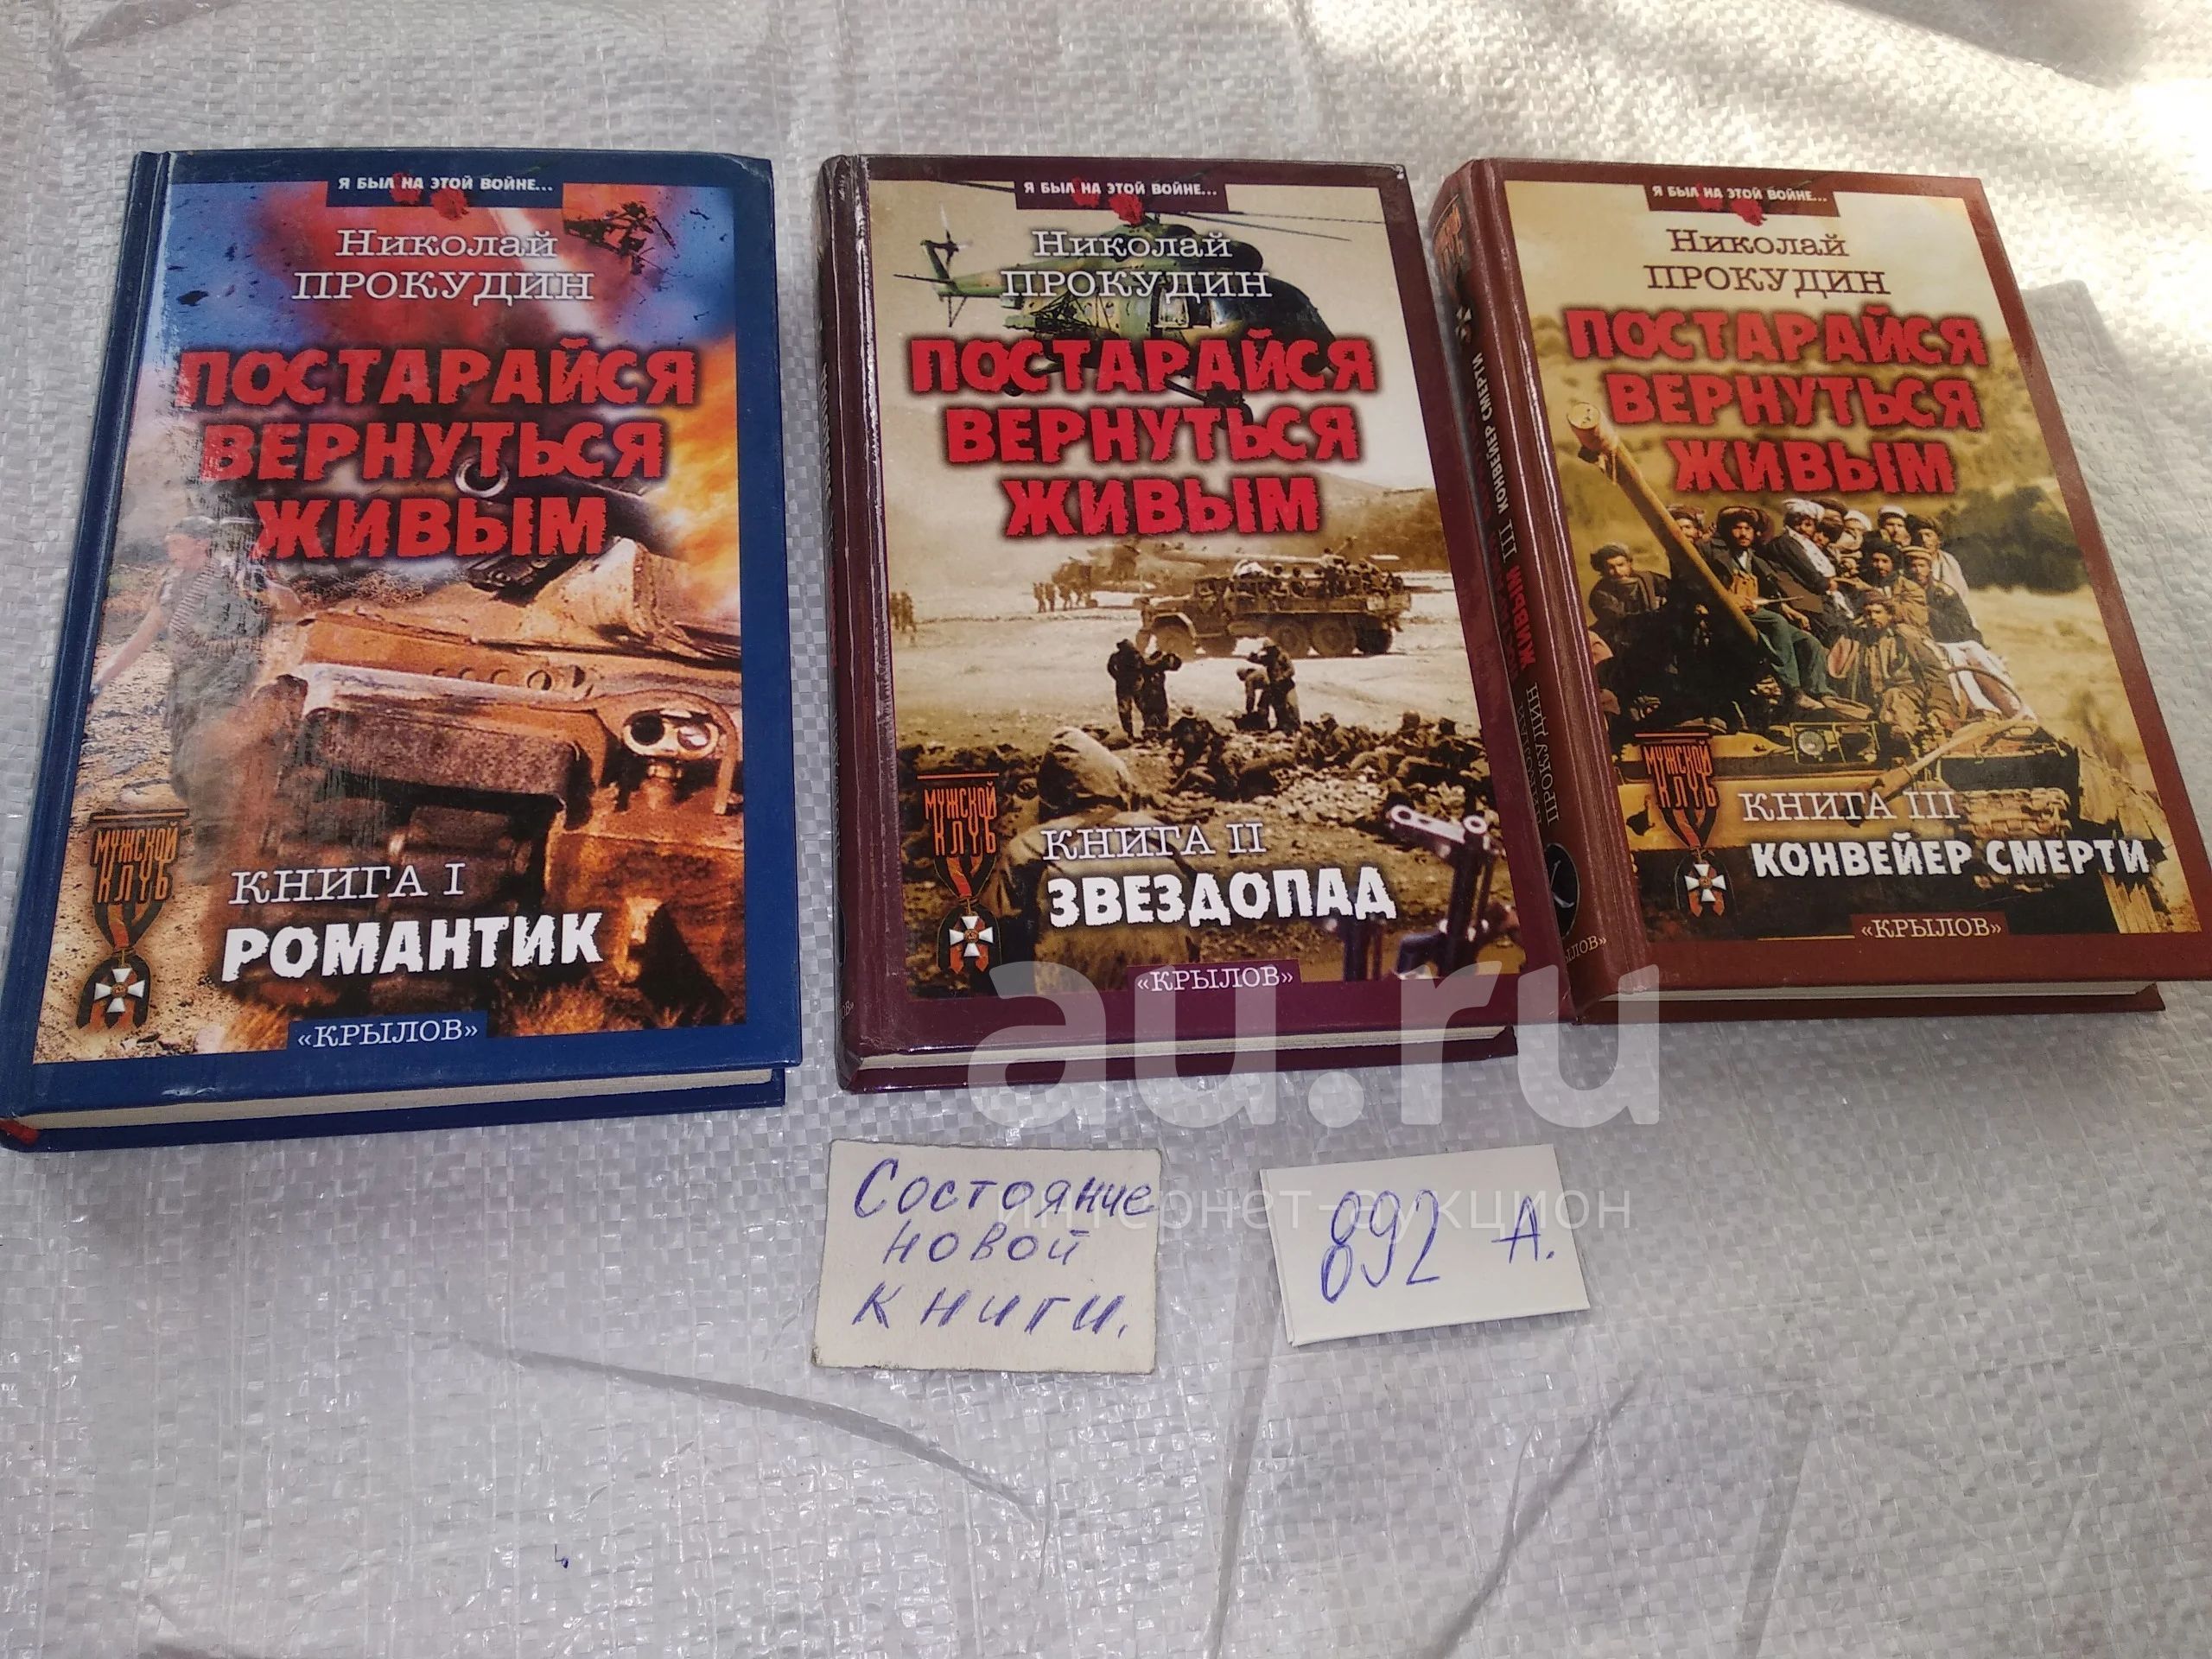 Я БЫЛ НА ЭТОЙ ВОЙНЕ...
Николай
ПРОКУДИН
ПОСТАРАЙСЯ
ВЕРНУТЬСЯ
ЖИВЫМ
МУЖСКОЙ
КЛУБ
КНИГА I
РОМАНТИК
«КРЫЛОВ»
Я БЫЛ НА ЭТОЙ ВОЙНЕ...
Николай
ПРОКУДИН
ПОСТАРАЙСЯ
ВЕРНУТЬСЯ
ЖИВЫМ
МУЖСКОЙ
КЛУБ
КНИГА II
ЗВЕЗДОПАД
«КРЫЛОВ»
ПРОКУДИН
ЖИВЫМ III КОНВЕЙЕР СМЕРТИ
Я БЫЛ НА ЭТОЙ ВОЙНЕ...
Николай
ПРОКУДИН
ПОСТАРАЙСЯ
ВЕРНУТЬСЯ
ЖИВЫМ
МУЖСКОЙ
КЛУБ
КНИГА III
КОНВЕЙЕР СМЕРТИ
«КРЫЛОВ»
au.ru
интернет-аукцион
Состояние
новой
книги.
892 А.